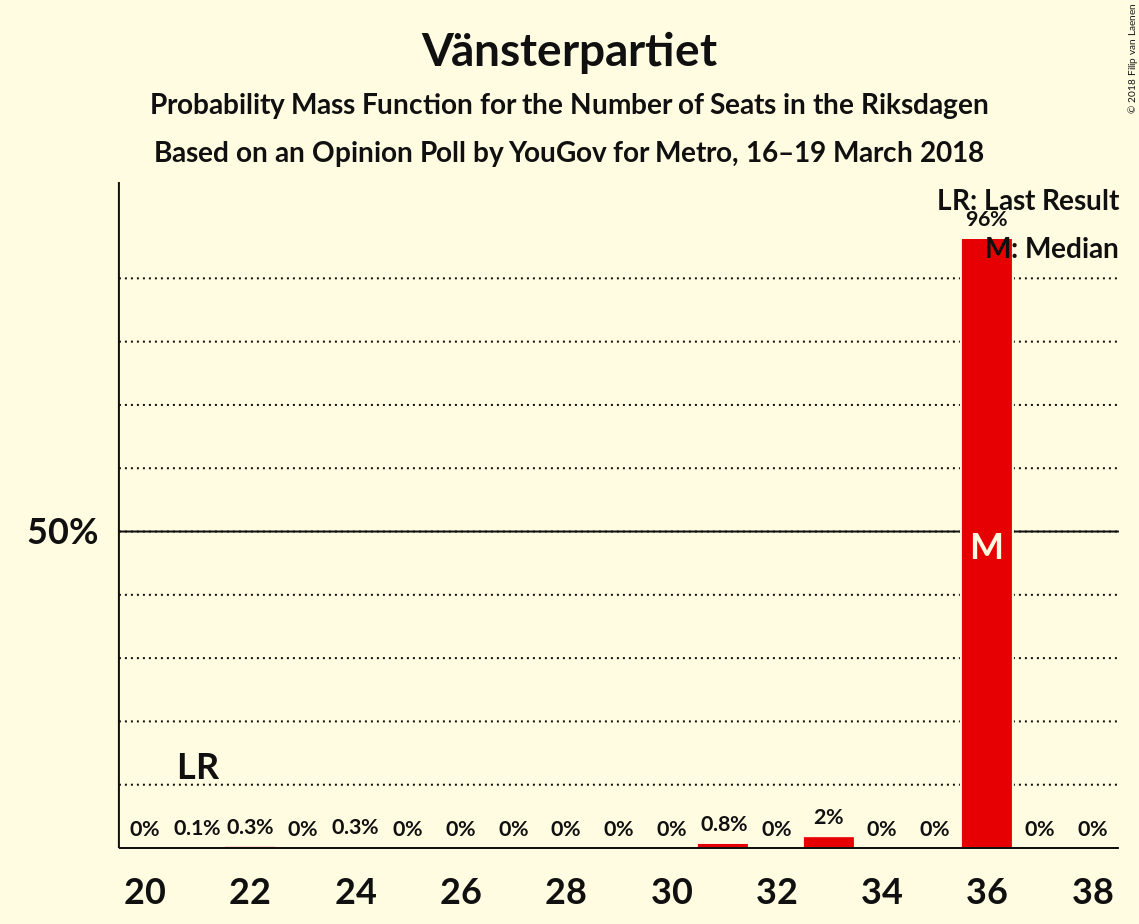 Vänsterpartiet
Probability Mass Function for the Number of Seats in the Riksdagen
Based on an Opinion Poll by YouGov for Metro, 16–19 March 2018
© 2018 Filip van Laenen
LR: Last Result
M: Median
96%
50%
M
LR
0% 0.1% 0.3% 0% 0.3% 0% 0% 0% 0% 0% 0% 0.8% 0% 2% 0% 0% 0% 0%
20 22 24 26 28 30 32 34 36 38